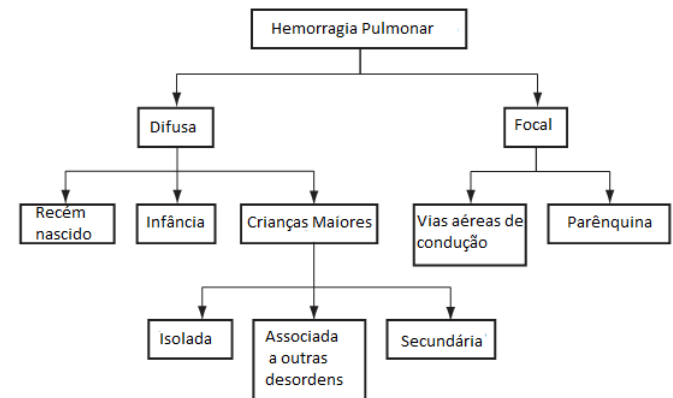 Hemorragia Pulmonar
Difusa
Focal
Recém
nascido
Infância
Crianças Maiores
Vias aéreas de
condução
Parênquina
Isolada
Associada
a outras
desordens
Secundária